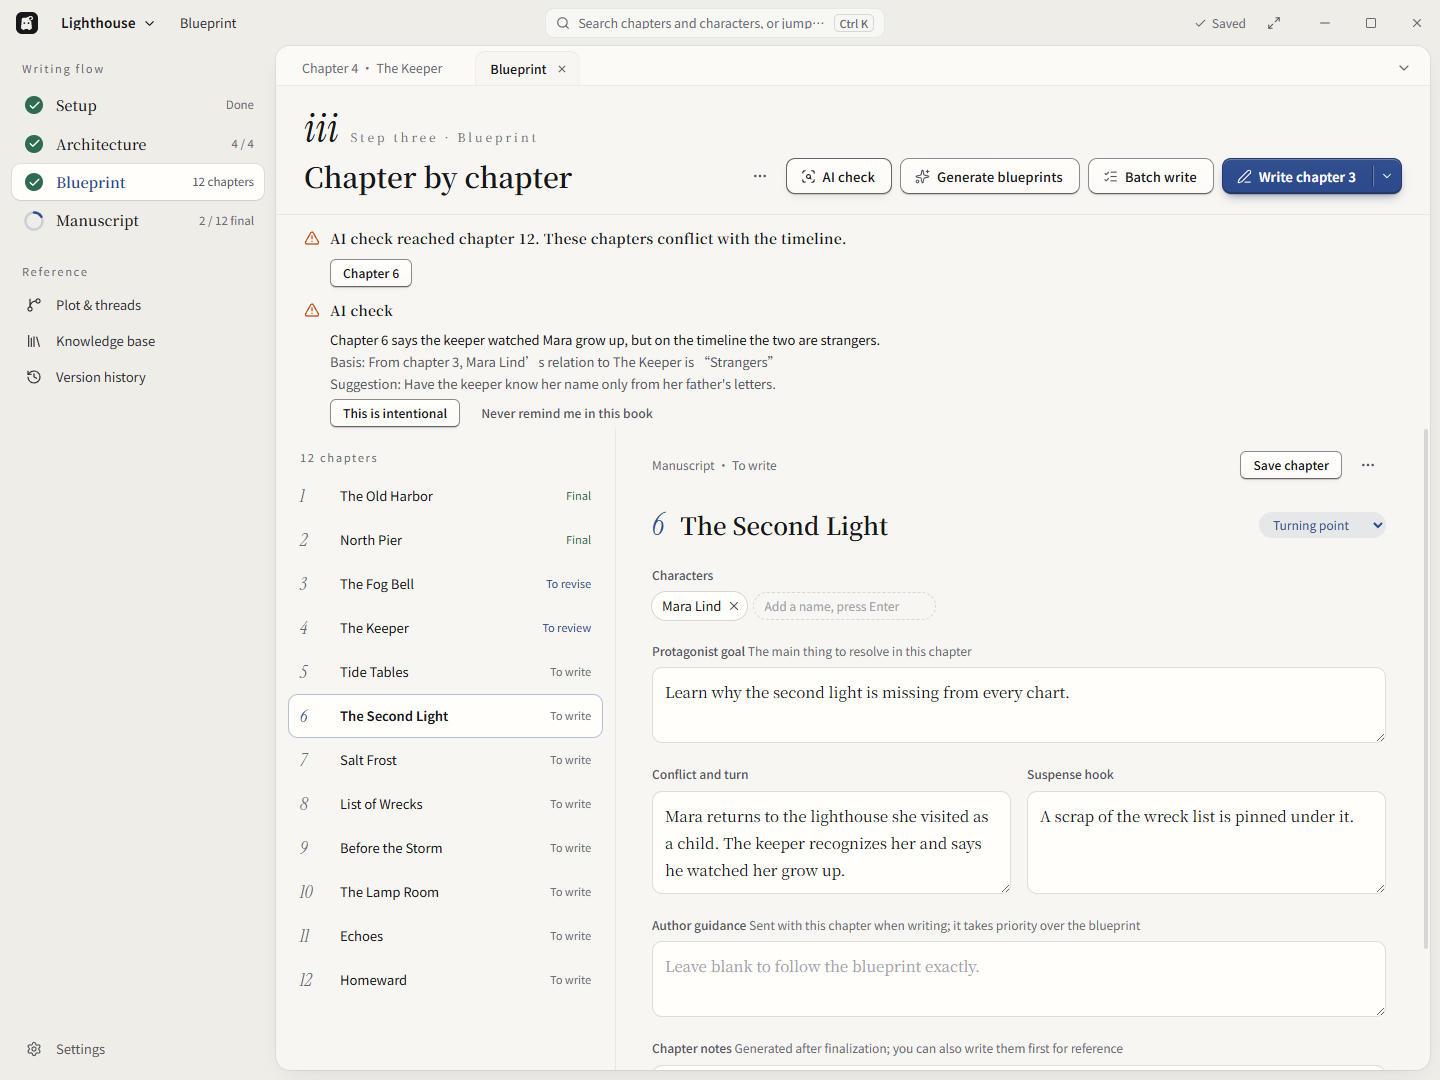 Lighthouse
Blueprint
Search chapters and characters, or jump…
Ctrl K
Saved
Writing flow
Setup
Done
Architecture
4 / 4
Blueprint
12 chapters
Manuscript
2 / 12 final
Reference
Plot & threads
Knowledge base
Version history
Settings
Chapter 4 • The Keeper
Blueprint
iii Step three · Blueprint
Chapter by chapter
AI check
Generate blueprints
Batch write
Write chapter 3
AI check reached chapter 12. These chapters conflict with the timeline.
Chapter 6
AI check
Chapter 6 says the keeper watched Mara grow up, but on the timeline the two are strangers.
Basis: From chapter 3, Mara Lind’s relation to The Keeper is “Strangers”
Suggestion: Have the keeper know her name only from her father's letters.
This is intentional
Never remind me in this book
12 chapters
1 The Old Harbor Final
2 North Pier Final
3 The Fog Bell To revise
4 The Keeper To review
5 Tide Tables To write
6 The Second Light To write
7 Salt Frost To write
8 List of Wrecks To write
9 Before the Storm To write
10 The Lamp Room To write
11 Echoes To write
12 Homeward To write
Manuscript • To write
Save chapter
6 The Second Light
Turning point
Characters
Mara Lind
Add a name, press Enter
Protagonist goal The main thing to resolve in this chapter
Learn why the second light is missing from every chart.
Conflict and turn
Mara returns to the lighthouse she visited as
a child. The keeper recognizes her and says
he watched her grow up.
Suspense hook
A scrap of the wreck list is pinned under it.
Author guidance Sent with this chapter when writing; it takes priority over the blueprint
Leave blank to follow the blueprint exactly.
Chapter notes Generated after finalization; you can also write them first for reference